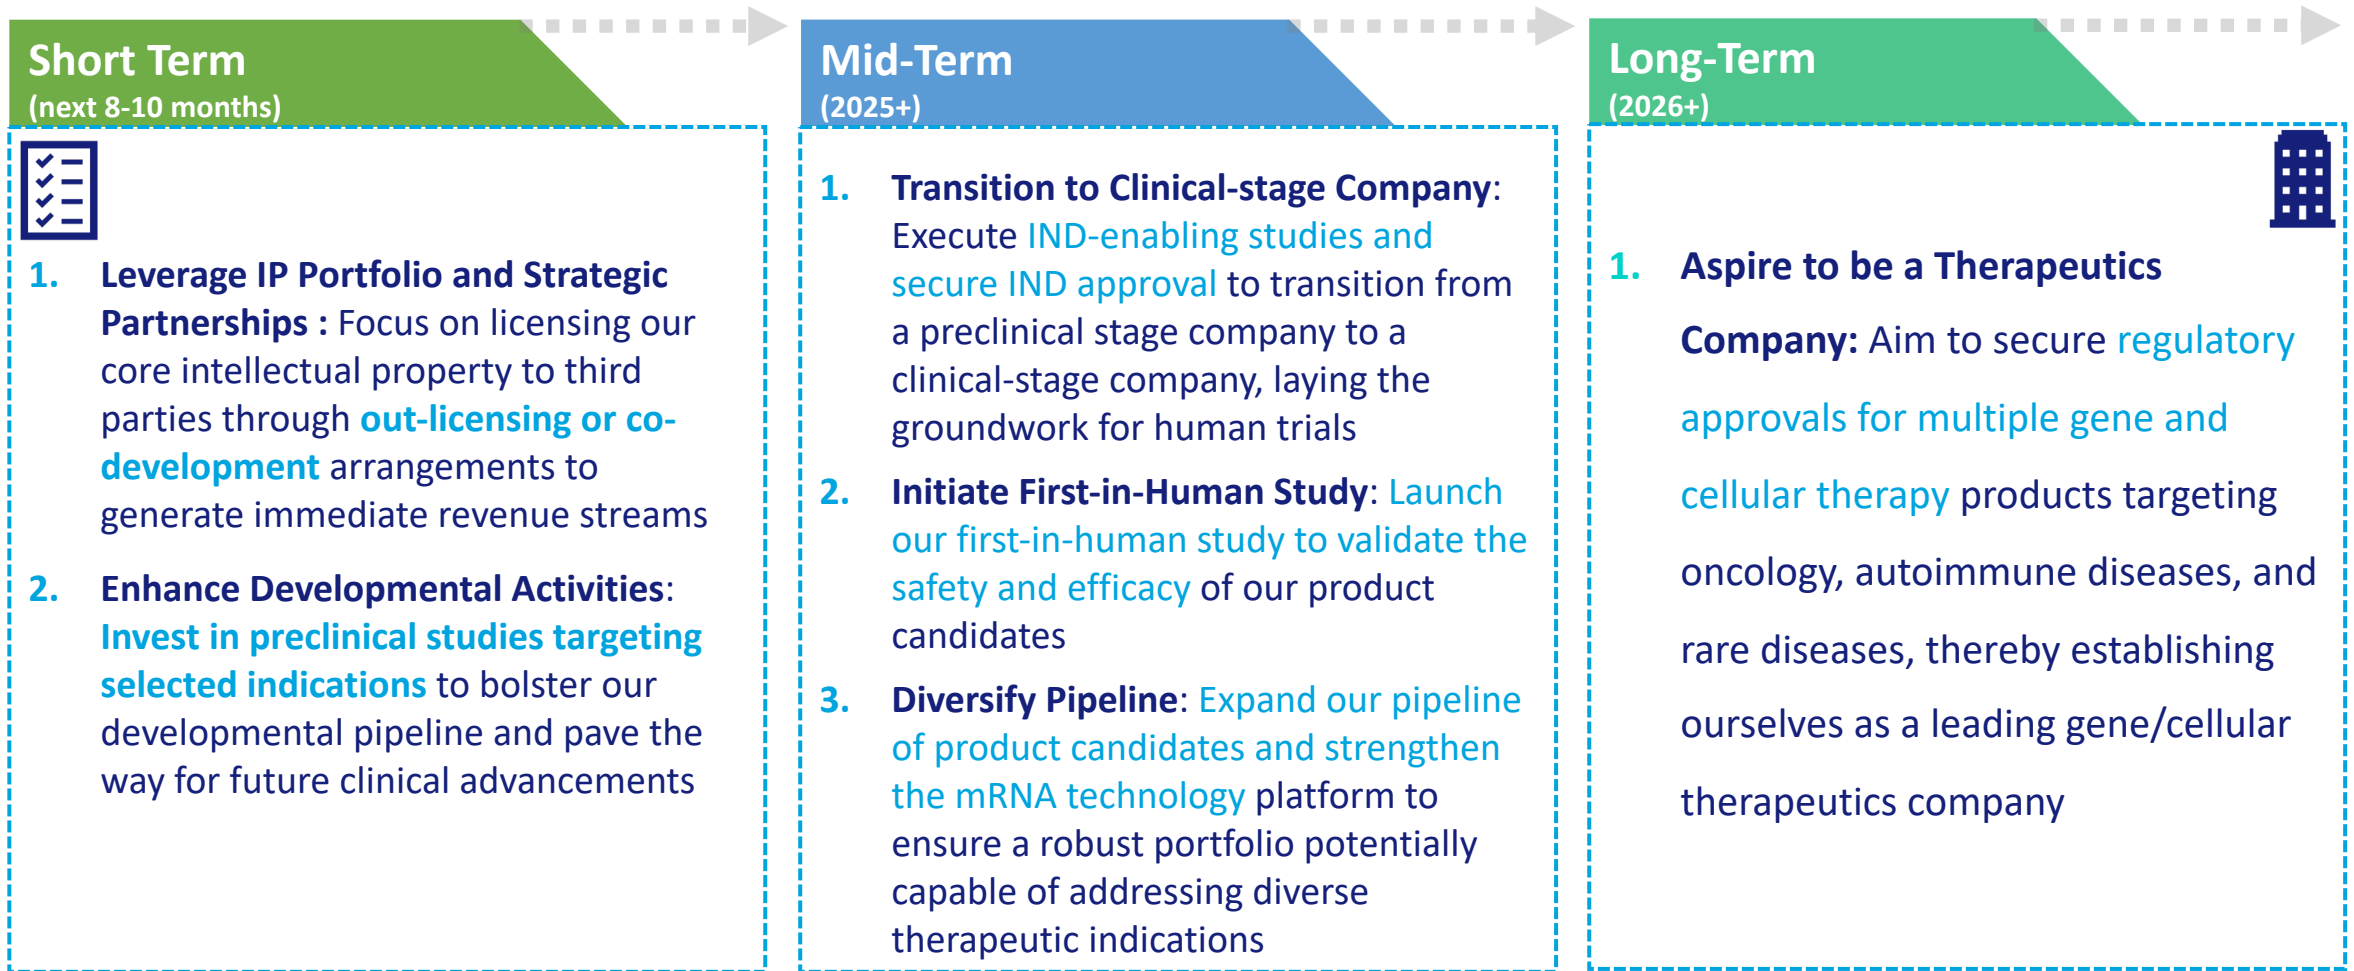 Short Term
(next 8-10 months)
1. Leverage IP Portfolio and Strategic
Partnerships : Focus on licensing our
core intellectual property to third
parties through out-licensing or co-
development arrangements to
generate immediate revenue streams
2. Enhance Developmental Activities:
Invest in preclinical studies targeting
selected indications to bolster our
developmental pipeline and pave the
way for future clinical advancements
Mid-Term
(2025+)
1. Transition to Clinical-stage Company:
Execute IND-enabling studies and
secure IND approval to transition from
a preclinical stage company to a
clinical-stage company, laying the
groundwork for human trials
2. Initiate First-in-Human Study: Launch
our first-in-human study to validate the
safety and efficacy of our product
candidates
3. Diversify Pipeline: Expand our pipeline
of product candidates and strengthen
the mRNA technology platform to
ensure a robust portfolio potentially
capable of addressing diverse
therapeutic indications
Long-Term
(2026+)
1. Aspire to be a Therapeutics
Company: Aim to secure regulatory
approvals for multiple gene and
cellular therapy products targeting
oncology, autoimmune diseases, and
rare diseases, thereby establishing
ourselves as a leading gene/cellular
therapeutics company